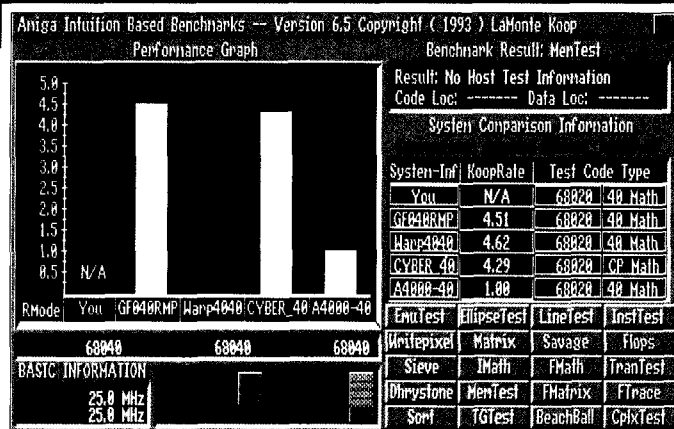 Amiga Intuition Based Benchmarks -- Version 6.5 Copyright ( 1993 ) LaMonte Koop
Performance Graph
5.0
4.5
4.0
3.5
3.0
2.5
2.0
1.5
1.0
0.5
N/A
RMode You GF040RMP Warp4040 CYBER_40 A4000-40
68040 68040 68040
BASIC INFORMATION
25.0 MHz
25.0 MHz
Benchmark Result: MemTest
Result: No Host Test Information
Code Loc: ------- Data Loc: -------
System Comparison Information
System-Inf KoopRate Test Code Type
You N/A 68020 40 Math
GF040RMP 4.51 68020 40 Math
Warp4040 4.62 68020 40 Math
CYBER_40 4.29 68020 CP Math
A4000-40 1.00 68020 40 Math
EmuTest EllipseTest LineTest InstTest
Writepixel Matrix Savage Flops
Sieve IMath FMath TranTest
Dhrystone MemTest FMatrix FTrace
Sort TGTest BeachBall CplxTest